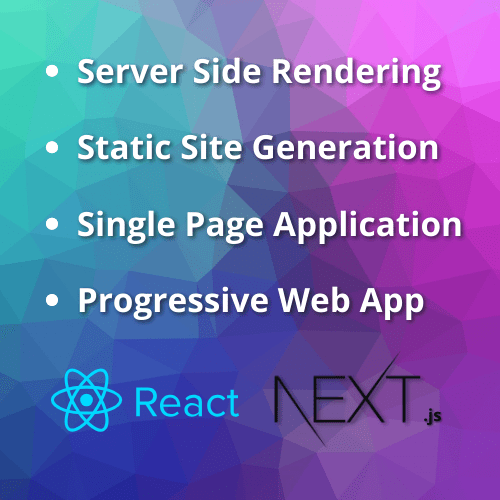 • Server Side Rendering
• Static Site Generation
• Single Page Application
• Progressive Web App
React NEXT.js